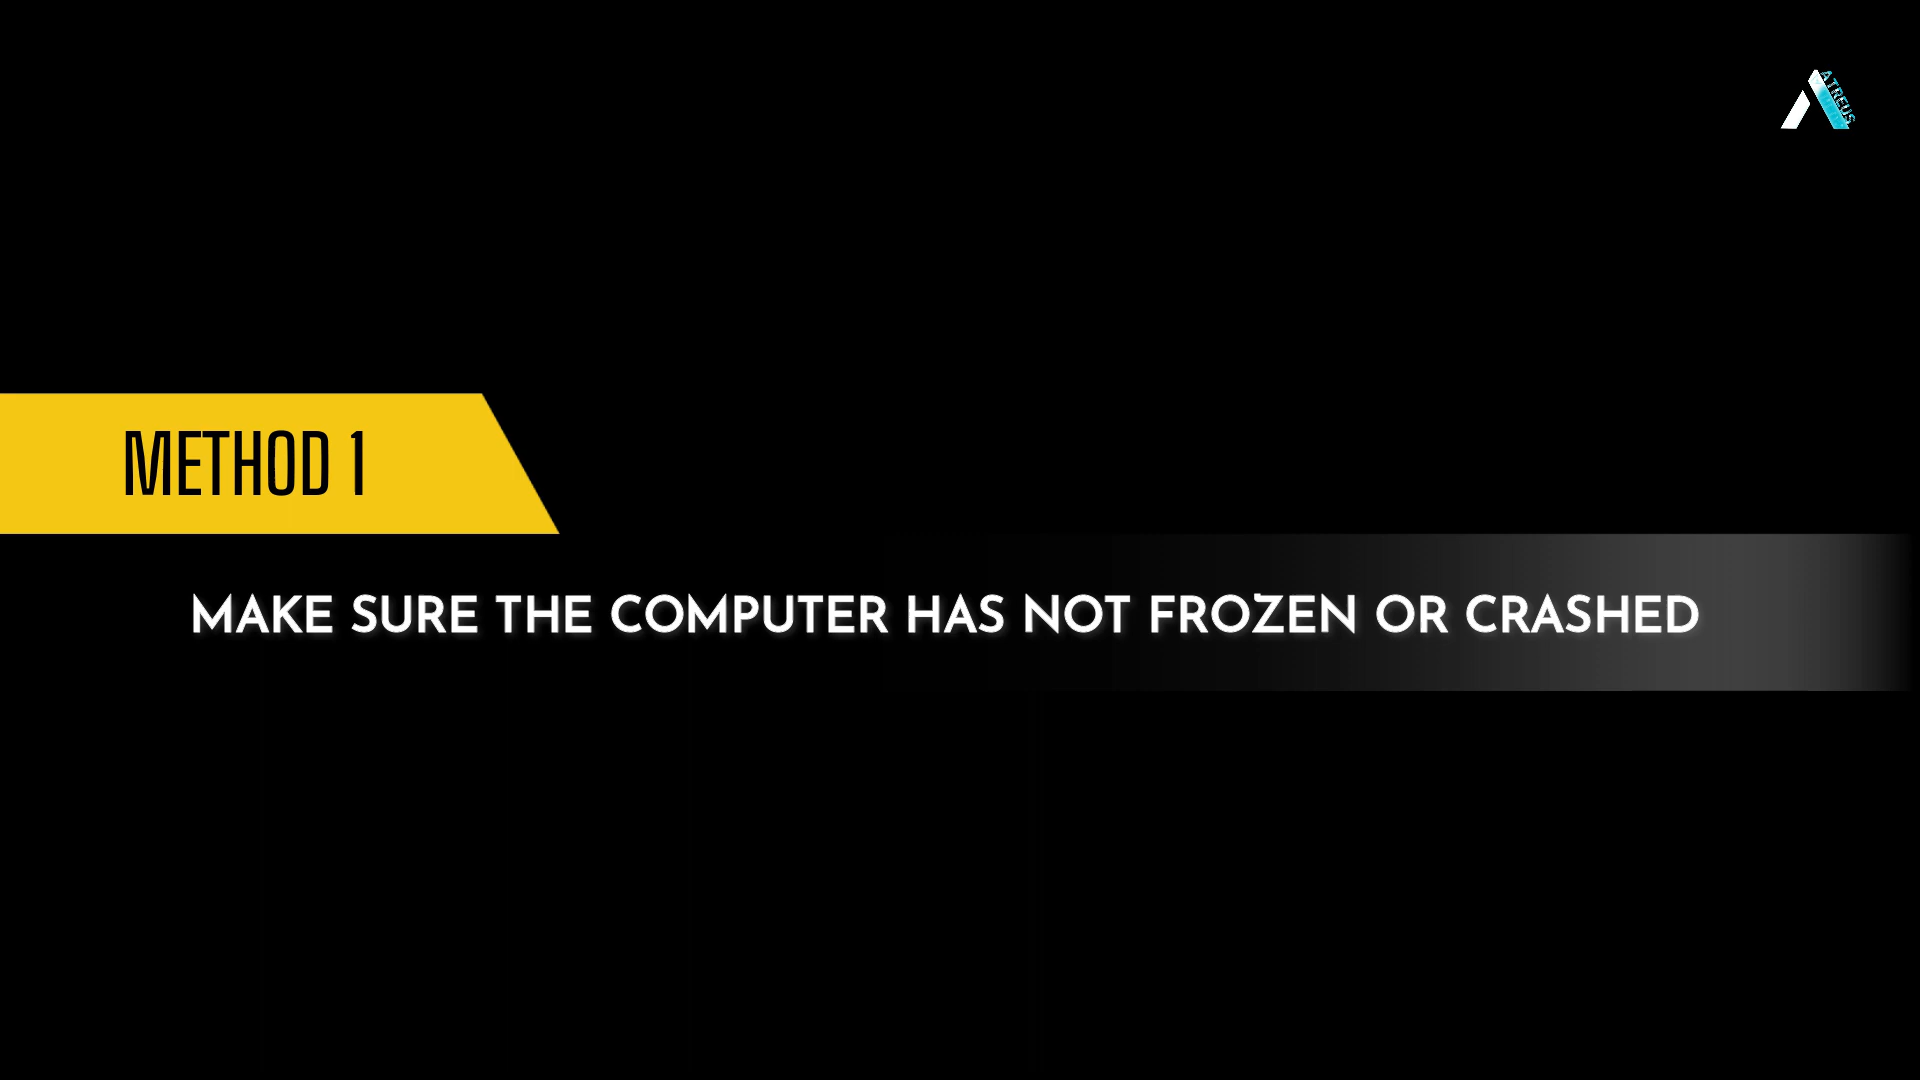 ATREUS
METHOD 1
MAKE SURE THE COMPUTER HAS NOT FROZEN OR CRASHED